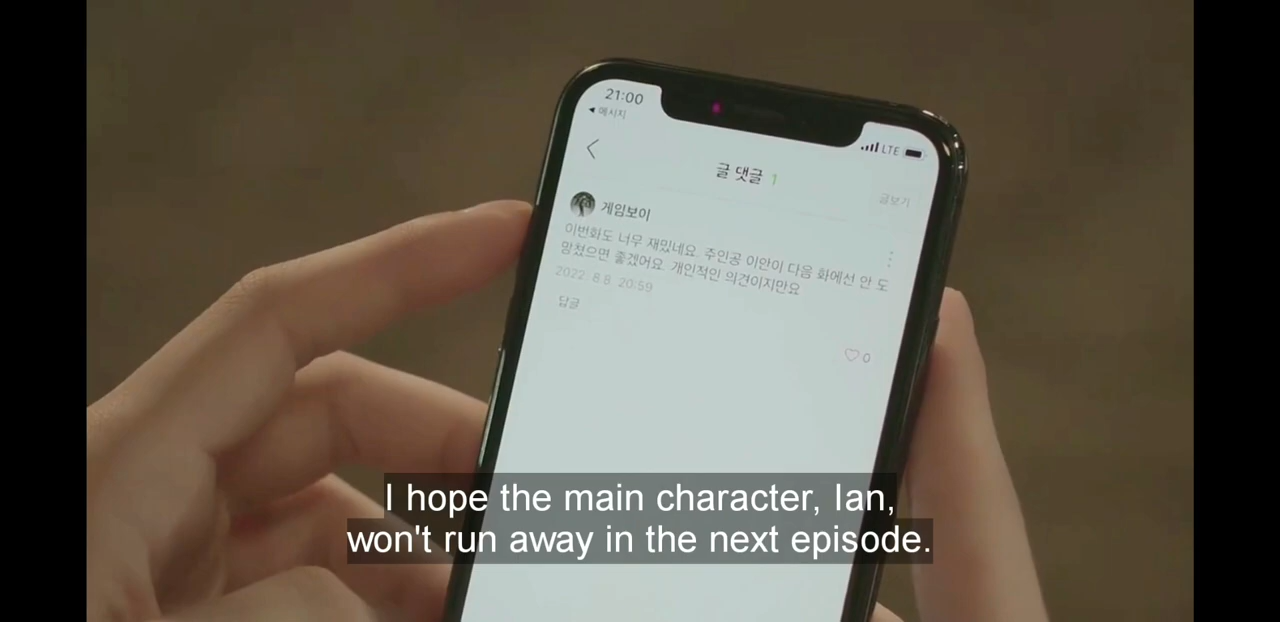 21:00
◀ 메시지
LTE
글 댓글 1
글보기
게임보이
이번화도 너무 재밌네요. 주인공 이안이 다음 화에선 안 도
망쳤으면 좋겠어요. 개인적인 의견이지만요
2022. 8.8. 20:59
답글
0
I hope the main character, Ian,
won't run away in the next episode.